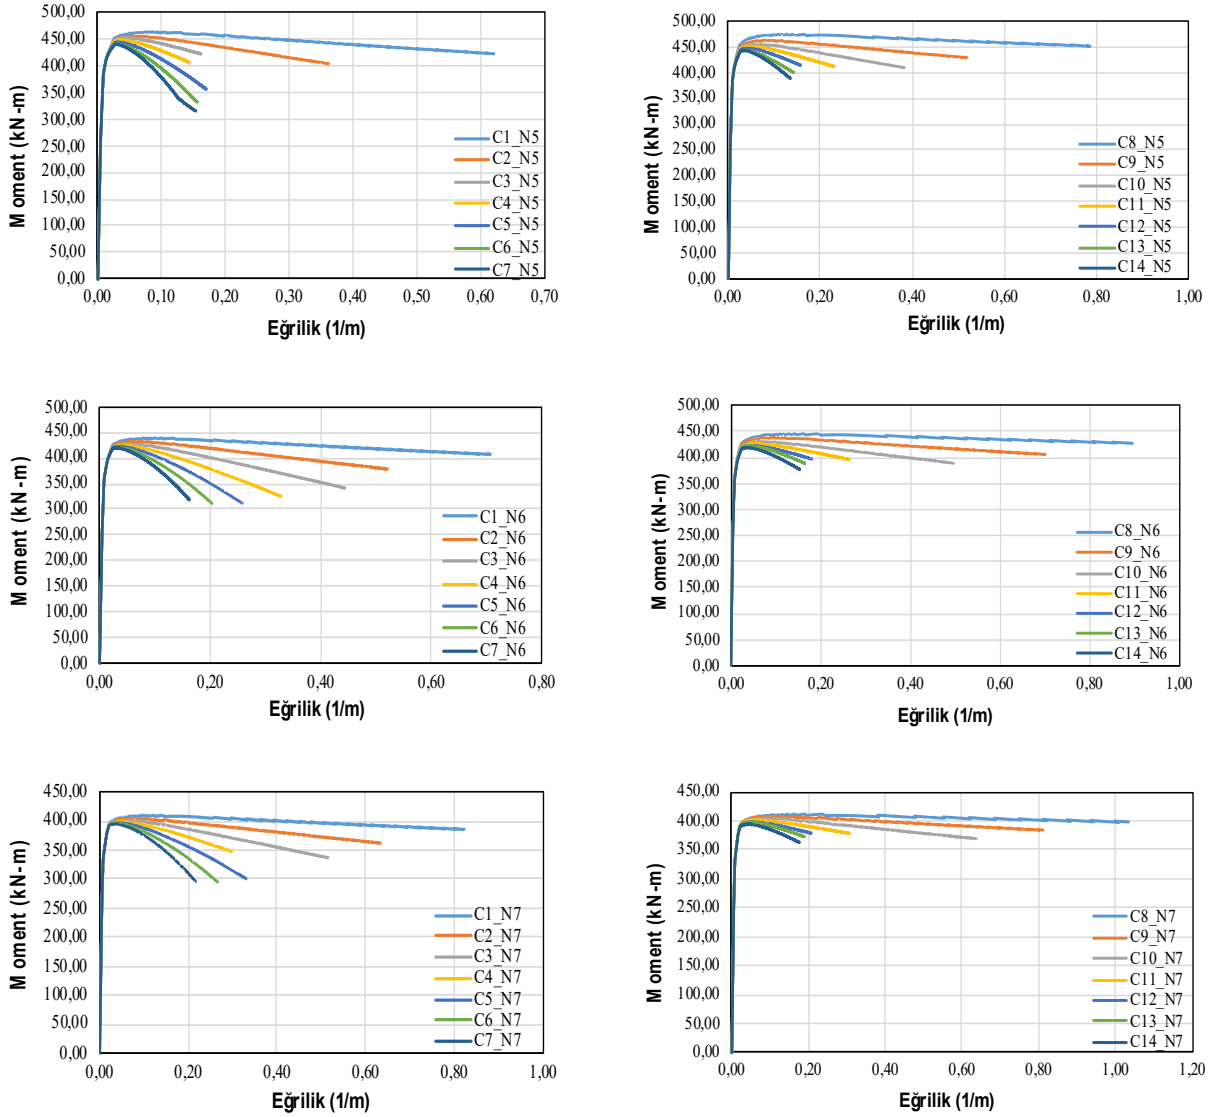 500,00
450,00
400,00
350,00
300,00
250,00
200,00
150,00
100,00
50,00
0,00
Moment (kN-m)
C1_N5
C2_N5
C3_N5
C4_N5
C5_N5
C6_N5
C7_N5
0,00 0,10 0,20 0,30 0,40 0,50 0,60 0,70
Eğrilik (1/m)
500,00
450,00
400,00
350,00
300,00
250,00
200,00
150,00
100,00
50,00
0,00
Moment (kN-m)
C8_N5
C9_N5
C10_N5
C11_N5
C12_N5
C13_N5
C14_N5
0,00 0,20 0,40 0,60 0,80 1,00
Eğrilik (1/m)
500,00
450,00
400,00
350,00
300,00
250,00
200,00
150,00
100,00
50,00
0,00
Moment (kN-m)
C1_N6
C2_N6
C3_N6
C4_N6
C5_N6
C6_N6
C7_N6
0,00 0,20 0,40 0,60 0,80
Eğrilik (1/m)
500,00
450,00
400,00
350,00
300,00
250,00
200,00
150,00
100,00
50,00
0,00
Moment (kN-m)
C8_N6
C9_N6
C10_N6
C11_N6
C12_N6
C13_N6
C14_N6
0,00 0,20 0,40 0,60 0,80 1,00
Eğrilik (1/m)
450,00
400,00
350,00
300,00
250,00
200,00
150,00
100,00
50,00
0,00
Moment (kN-m)
C1_N7
C2_N7
C3_N7
C4_N7
C5_N7
C6_N7
C7_N7
0,00 0,20 0,40 0,60 0,80 1,00
Eğrilik (1/m)
450,00
400,00
350,00
300,00
250,00
200,00
150,00
100,00
50,00
0,00
Moment (kN-m)
C8_N7
C9_N7
C10_N7
C11_N7
C12_N7
C13_N7
C14_N7
0,00 0,20 0,40 0,60 0,80 1,00 1,20
Eğrilik (1/m)